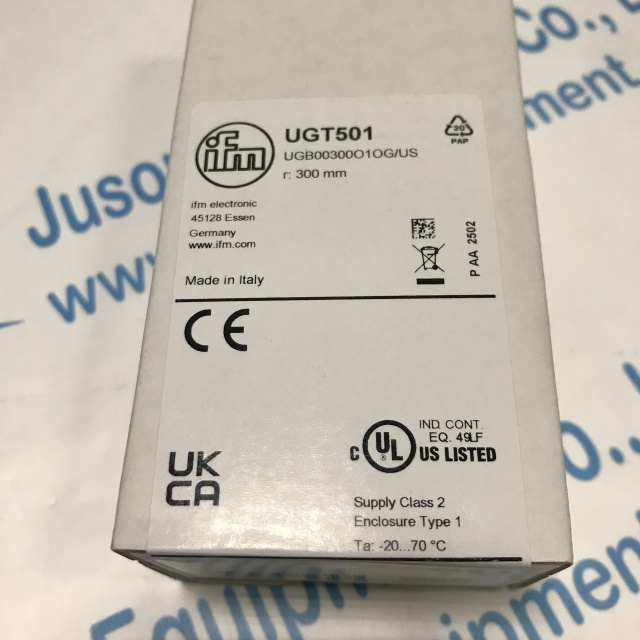 ifm
UGT501
UGB00300O1OG/US
r: 300 mm
20
PAP
ifm electronic
45128 Essen
Germany
www.ifm.com
P AA 2502
Made in Italy
CE
UK
CA
IND. CONT.
EQ. 49LF
C UL US LISTED
Supply Class 2
Enclosure Type 1
Ta: -20...70 °C
Co.,
www.